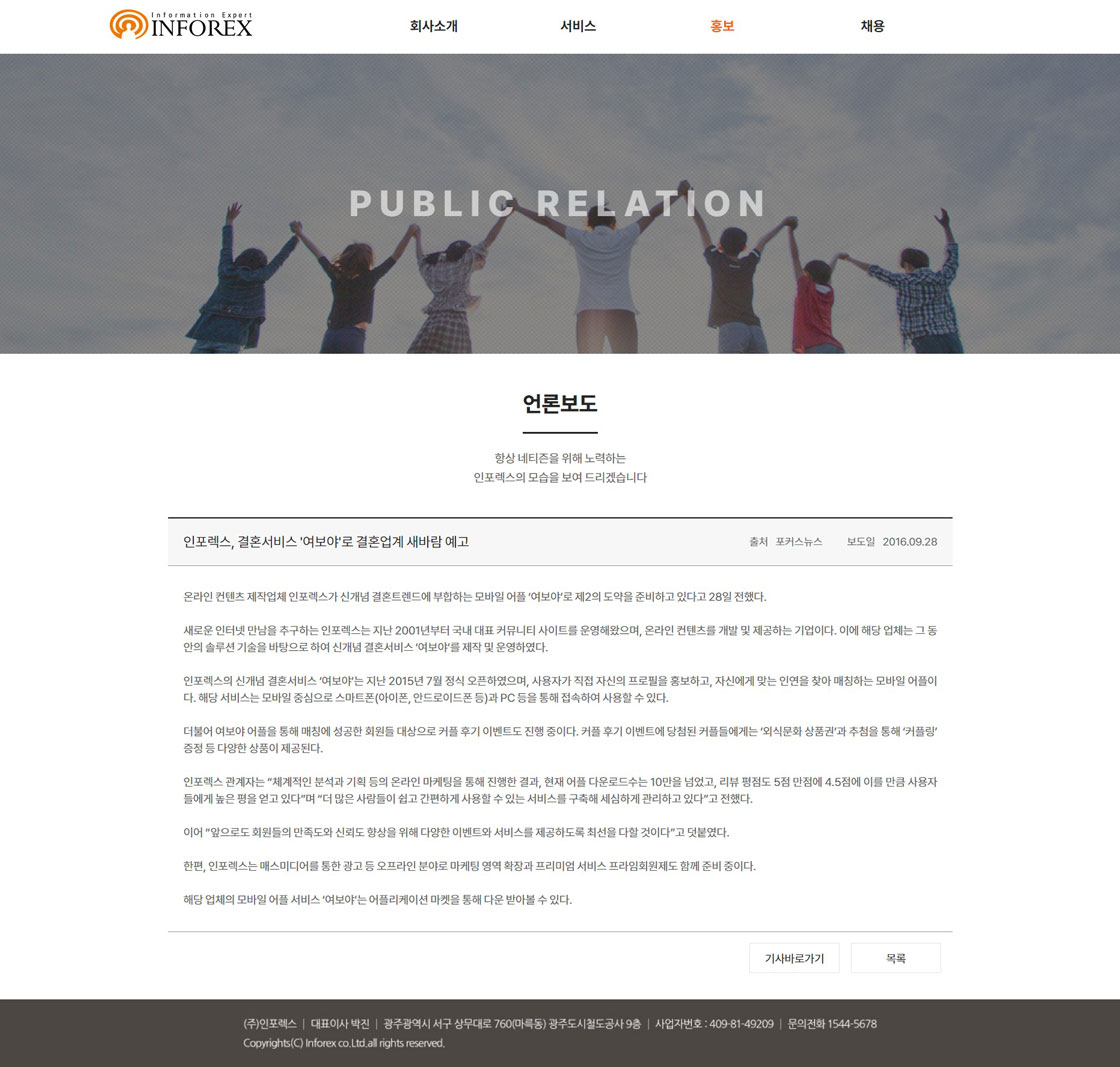 Information Expert
INFOREX
회사소개 서비스 홍보 채용
PUBLIC RELATION
언론보도
항상 네티즌을 위해 노력하는
인포렉스의 모습을 보여 드리겠습니다
인포렉스, 결혼서비스 '여보야'로 결혼업계 새바람 예고 출처 포커스뉴스 보도일 2016.09.28
온라인 컨텐츠 제작업체 인포렉스가 신개념 결혼트렌드에 부합하는 모바일 어플 ‘여보야’로 제2의 도약을 준비하고 있다고 28일 전했다.
새로운 인터넷 만남을 추구하는 인포렉스는 지난 2001년부터 국내 대표 커뮤니티 사이트를 운영해왔으며, 온라인 컨텐츠를 개발 및 제공하는 기업이다. 이에 해당 업체는 그 동
안의 솔루션 기술을 바탕으로 하여 신개념 결혼서비스 ‘여보야’를 제작 및 운영하였다.
인포렉스의 신개념 결혼서비스 ‘여보야’는 지난 2015년 7월 정식 오픈하였으며, 사용자가 직접 자신의 프로필을 홍보하고, 자신에게 맞는 인연을 찾아 매칭하는 모바일 어플이
다. 해당 서비스는 모바일 중심으로 스마트폰(아이폰, 안드로이드폰 등)과 PC 등을 통해 접속하여 사용할 수 있다.
더불어 여보야 어플을 통해 매칭에 성공한 회원들 대상으로 커플 후기 이벤트도 진행 중이다. 커플 후기 이벤트에 당첨된 커플들에게는 ‘외식문화 상품권’과 추첨을 통해 ‘커플링’
증정 등 다양한 상품이 제공된다.
인포렉스 관계자는 “체계적인 분석과 기획 등의 온라인 마케팅을 통해 진행한 결과, 현재 어플 다운로드수는 10만을 넘었고, 리뷰 평점도 5점 만점에 4.5점에 이를 만큼 사용자
들에게 높은 평을 얻고 있다”며 “더 많은 사람들이 쉽고 간편하게 사용할 수 있는 서비스를 구축해 세심하게 관리하고 있다”고 전했다.
이어 “앞으로도 회원들의 만족도와 신뢰도 향상을 위해 다양한 이벤트와 서비스를 제공하도록 최선을 다할 것이다”고 덧붙였다.
한편, 인포렉스는 매스미디어를 통한 광고 등 오프라인 분야로 마케팅 영역 확장과 프리미엄 서비스 프라임회원제도 함께 준비 중이다.
해당 업체의 모바일 어플 서비스 ‘여보야’는 어플리케이션 마켓을 통해 다운 받아볼 수 있다.
기사바로가기 목록
(주)인포렉스 | 대표이사 박진 | 광주광역시 서구 상무대로 760(마륵동) 광주도시철도공사 9층 | 사업자번호 : 409-81-49209 | 문의전화 1544-5678
Copyrights(C) Inforex co.Ltd.all rights reserved.